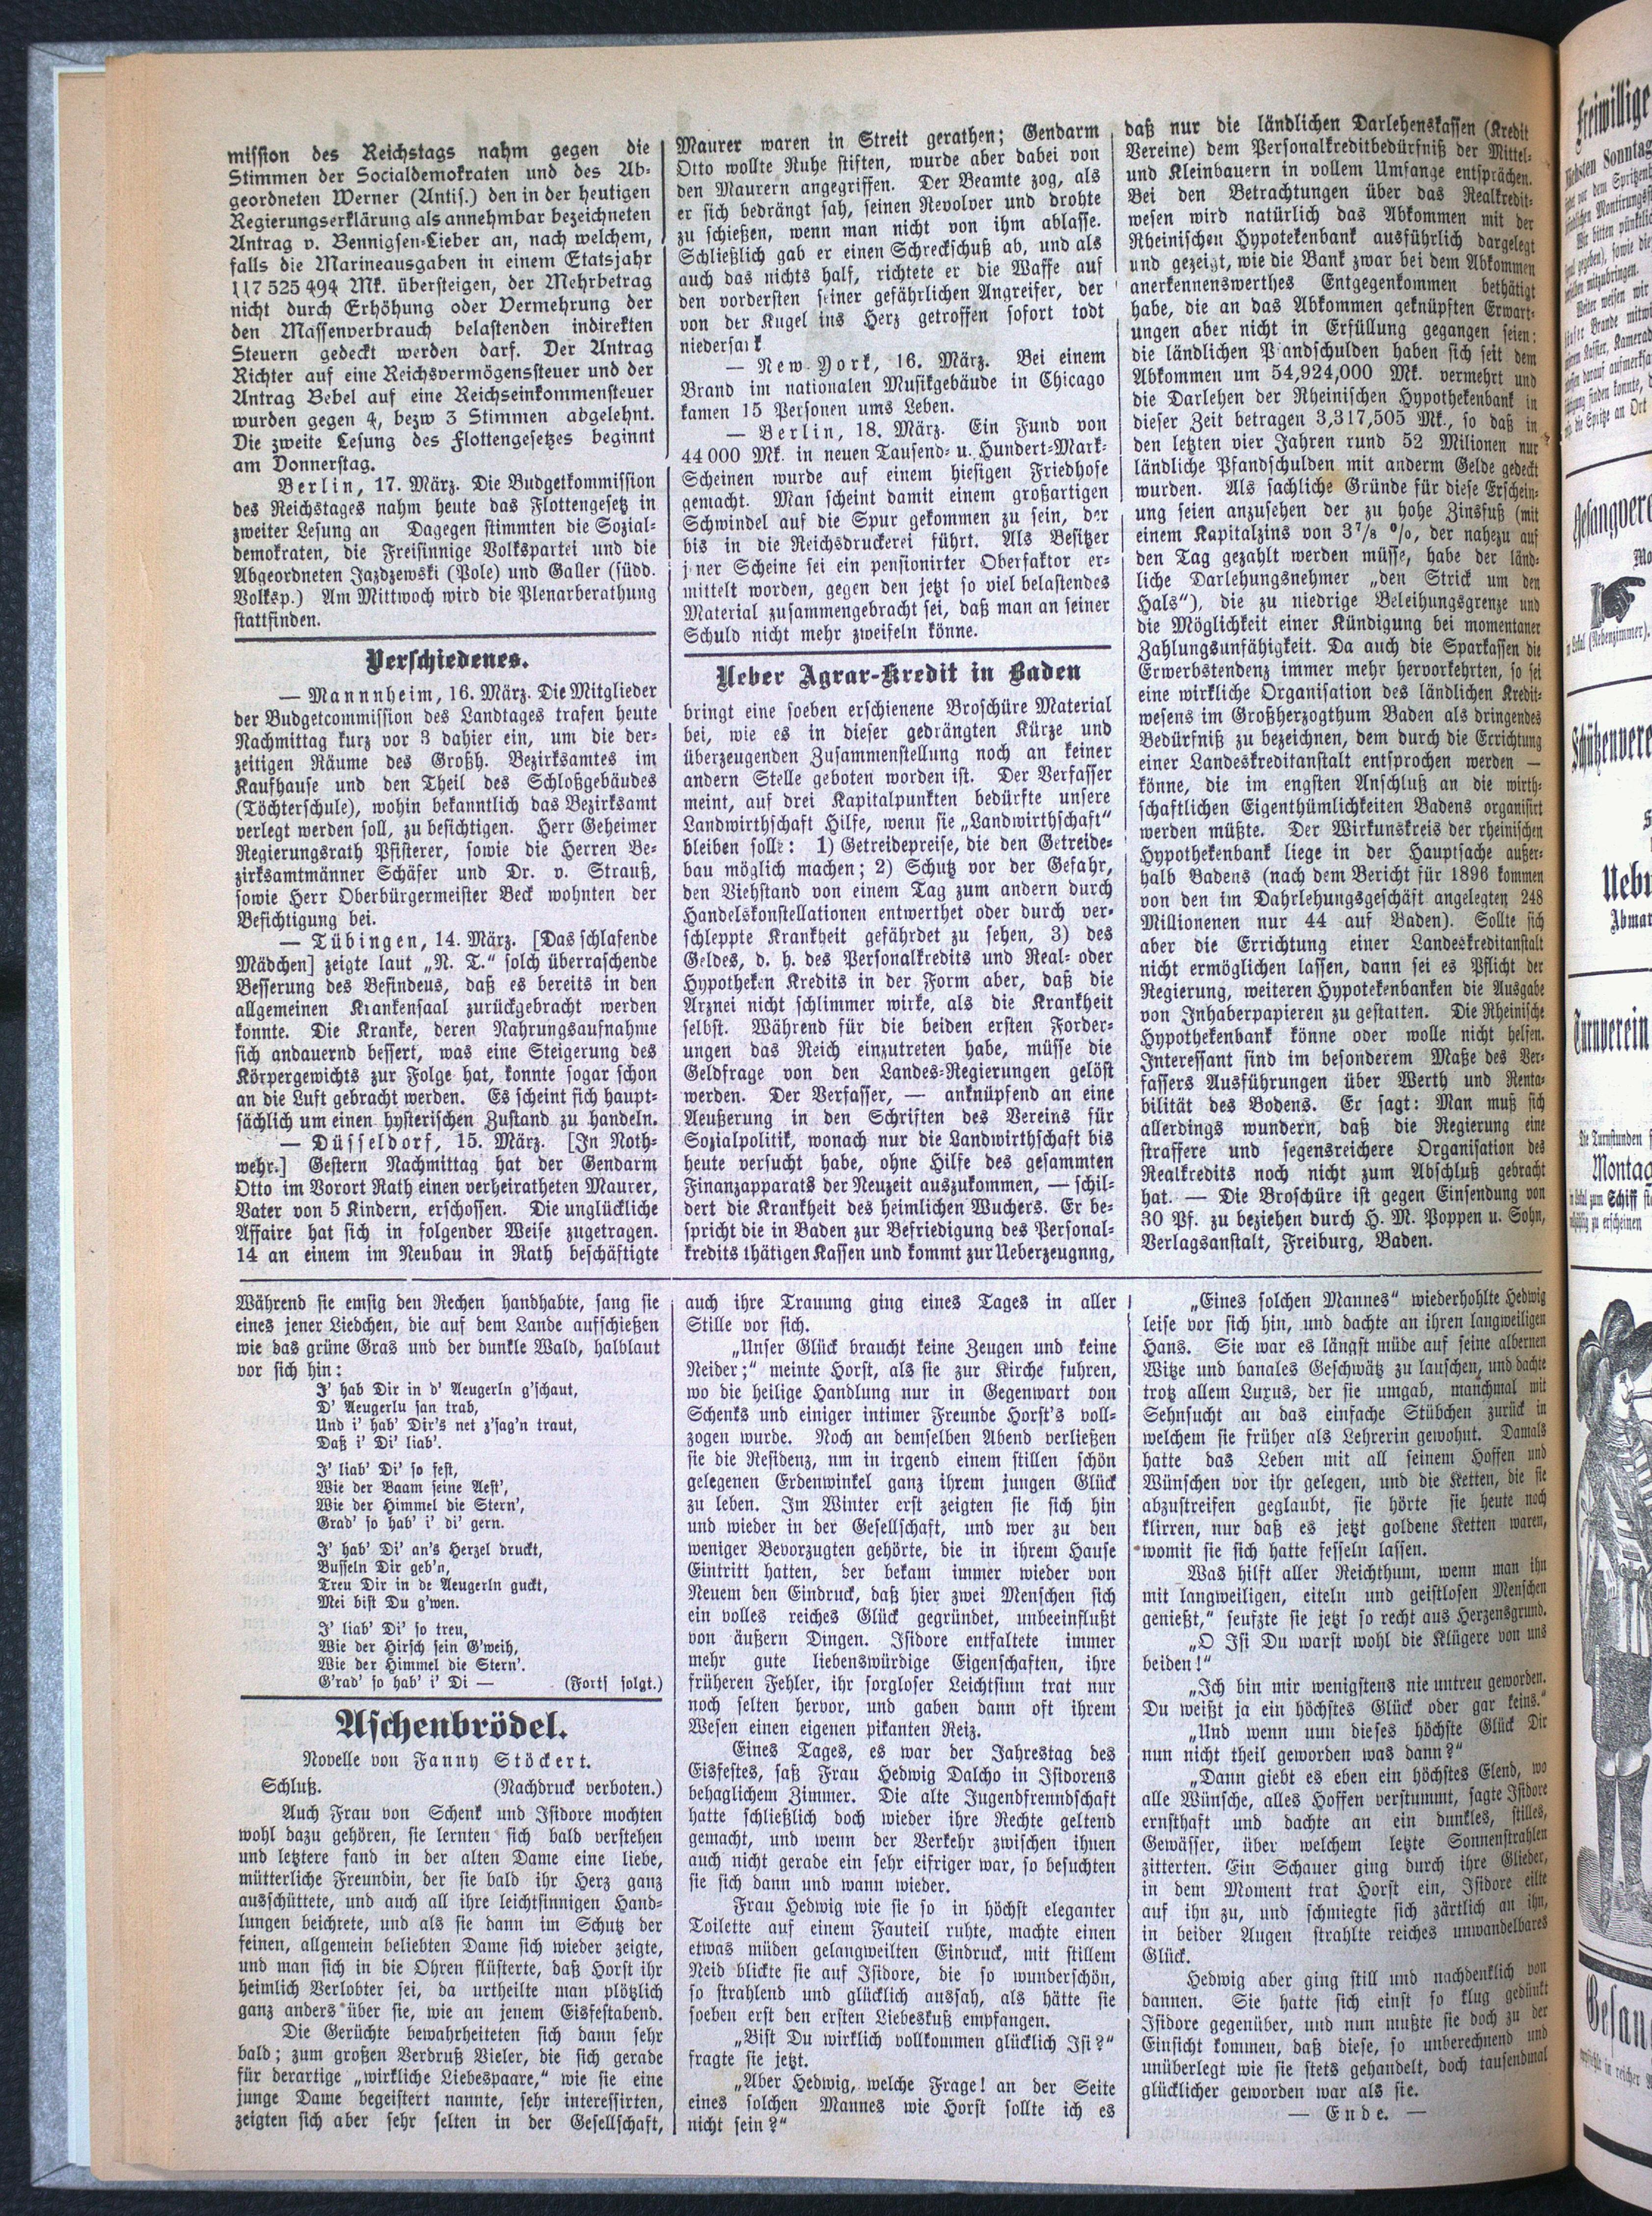 mission des Reichstags nahm gegen die
Stimmen der Socialdemokraten und des Ab-
geordneten Werner (Antis.) den in der heutigen
Regierungserklärung als annehmbar bezeichneten
Antrag v. Bennigsen-Lieber an, nach welchem,
falls die Marineausgaben in einem Etatsjahr
117 525 494 Mk. übersteigen, der Mehrbetrag
nicht durch Erhöhung oder Vermehrung der
den Massenverbrauch belastenden indirekten
Steuern gedeckt werden darf. Der Antrag
Richter auf eine Reichsvermögenssteuer und der
Antrag Bebel auf eine Reichseinkommensteuer
wurden gegen 4, bezw 3 Stimmen abgelehnt.
Die zweite Lesung des Flottengesetzes beginnt
am Donnerstag.
Berlin, 17. März. Die Budgetkommission
des Reichstages nahm heute das Flottengesetz in
zweiter Lesung an Dagegen stimmten die Sozial-
demokraten, die Freisinnige Volkspartei und die
Abgeordneten Jazdzewski (Pole) und Galler (südd.
Volksp.) Am Mittwoch wird die Plenarberathung
stattfinden.
Verschiedenes.
— Mannnheim, 16. März. Die Mitglieder
der Budgetcommission des Landtages trafen heute
Nachmittag kurz vor 3 dahier ein, um die der-
zeitigen Räume des Großh. Bezirksamtes im
Kaufhause und den Theil des Schloßgebäudes
(Töchterschule), wohin bekanntlich das Bezirksamt
verlegt werden soll, zu besichtigen. Herr Geheimer
Regierungsrath Pfisterer, sowie die Herren Be-
zirksamtmänner Schäfer und Dr. v. Strauß,
sowie Herr Oberbürgermeister Beck wohnten der
Besichtigung bei.
— Tübingen, 14. März. [Das schlafende
Mädchen] zeigte laut „N. T.“ solch überraschende
Besserung des Befindeus, daß es bereits in den
allgemeinen Krankensaal zurückgebracht werden
konnte. Die Kranke, deren Nahrungsaufnahme
sich andauernd bessert, was eine Steigerung des
Körpergewichts zur Folge hat, konnte sogar schon
an die Luft gebracht werden. Es scheint sich haupt-
sächlich um einen hysterischen Zustand zu handeln.
— Düsseldorf, 15. März. [In Noth-
wehr.] Gestern Nachmittag hat der Gendarm
Otto im Vorort Rath einen verheiratheten Maurer,
Vater von 5 Kindern, erschossen. Die unglückliche
Affaire hat sich in folgender Weise zugetragen.
14 an einem im Neubau in Rath beschäftigte
Maurer waren in Streit gerathen; Gendarm
Otto wollte Ruhe stiften, wurde aber dabei von
den Maurern angegriffen. Der Beamte zog, als
er sich bedrängt sah, seinen Revolver und drohte
zu schießen, wenn man nicht von ihm ablasse.
Schließlich gab er einen Schreckschuß ab, und als
auch das nichts half, richtete er die Waffe auf
den vordersten seiner gefährlichen Angreifer, der
von der Kugel ins Herz getroffen sofort todt
niedersank
— New-York, 16. März. Bei einem
Brand im nationalen Musikgebäude in Chicago
kamen 15 Personen ums Leben.
— Berlin, 18. März. Ein Fund von
44 000 Mk. in neuen Tausend- u. Hundert-Mark-
Scheinen wurde auf einem hiesigen Friedhofe
gemacht. Man scheint damit einem großartigen
Schwindel auf die Spur gekommen zu sein, der
bis in die Reichsdruckerei führt. Als Besitzer
jener Scheine sei ein pensionirter Oberfaktor er-
mittelt worden, gegen den jetzt so viel belastendes
Material zusammengebracht sei, daß man an seiner
Schuld nicht mehr zweifeln könne.
Ueber Agrar-Kredit in Baden
bringt eine soeben erschienene Broschüre Material
bei, wie es in dieser gedrängten Kürze und
überzeugenden Zusammenstellung noch an keiner
andern Stelle geboten worden ist. Der Verfasser
meint, auf drei Kapitalpunkten bedürfte unsere
Landwirthschaft Hilfe, wenn sie „Landwirthschaft“
bleiben solle: 1) Getreidepreise, die den Getreide-
bau möglich machen; 2) Schutz vor der Gefahr,
den Viehstand von einem Tag zum andern durch
Handelskonstellationen entwerthet oder durch ver-
schleppte Krankheit gefährdet zu sehen, 3) des
Geldes, d. h. des Personalkredits und Real- oder
Hypotheken Kredits in der Form aber, daß die
Arznei nicht schlimmer wirke, als die Krankheit
selbst. Während für die beiden ersten Forder-
ungen das Reich einzutreten habe, müsse die
Geldfrage von den Landes-Regierungen gelöst
werden. Der Verfasser, — anknüpfend an eine
Aeußerung in den Schriften des Vereins für
Sozialpolitik, wonach nur die Landwirthschaft bis
heute versucht habe, ohne Hilfe des gesammten
Finanzapparats der Neuzeit auszukommen, — schil-
dert die Krankheit des heimlichen Wuchers. Er be-
spricht die in Baden zur Befriedigung des Personal-
kredits thätigen Kassen und kommt zur Ueberzeugnng,
daß nur die ländlichen Darlehenskassen (Kredit
Vereine) dem Personalkreditbedürfniß der Mittel-
und Kleinbauern in vollem Umfange entsprächen.
Bei den Betrachtungen über das Realkredit-
wesen wird natürlich das Abkommen mit der
Rheinischen Hypotekenbank ausführlich dargelegt
und gezeigt, wie die Bank zwar bei dem Abkommen
anerkennenswerthes Entgegenkommen bethätigt
habe, die an das Abkommen geknüpften Erwart-
ungen aber nicht in Erfüllung gegangen seien:
die ländlichen Pfandschulden haben sich seit dem
Abkommen um 54,924,000 Mk. vermehrt und
die Darlehen der Rheinischen Hypothekenbank in
dieser Zeit betragen 3,317,505 Mk., so daß in
den letzten vier Jahren rund 52 Milionen nur
ländliche Pfandschulden mit anderm Gelde gedeckt
wurden. Als sachliche Gründe für diese Erschein-
ung seien anzusehen der zu hohe Zinsfuß (mit
einem Kapitalzins von 3⁷/₈ %, der nahezu auf
den Tag gezahlt werden müsse, habe der länd-
liche Darlehungsnehmer „den Strick um den
Hals“), die zu niedrige Beleihungsgrenze und
die Möglichkeit einer Kündigung bei momentaner
Zahlungsunfähigkeit. Da auch die Sparkassen die
Erwerbstendenz immer mehr hervorkehrten, so sei
eine wirkliche Organisation des ländlichen Kredit-
wesens im Großherzogthum Baden als dringendes
Bedürfniß zu bezeichnen, dem durch die Errichtung
einer Landeskreditanstalt entsprochen werden —
könne, die im engsten Anschluß an die wirth-
schaftlichen Eigenthümlichkeiten Badens organisirt
werden müßte. Der Wirkunskreis der rheinischen
Hypothekenbank liege in der Hauptsache außer-
halb Badens (nach dem Bericht für 1896 kommen
von den im Dahrlehungsgeschäft angelegten 248
Millionenen nur 44 auf Baden). Sollte sich
aber die Errichtung einer Landeskreditanstalt
nicht ermöglichen lassen, dann sei es Pflicht der
Regierung, weiteren Hypotekenbanken die Ausgabe
von Inhaberpapieren zu gestatten. Die Rheinische
Hypothekenbank könne oder wolle nicht helfen.
Interessant sind im besonderem Maße des Ver-
fassers Ausführungen über Werth und Renta-
bilität des Bodens. Er sagt: Man muß sich
allerdings wundern, daß die Regierung eine
straffere und segensreichere Organisation des
Realkredits noch nicht zum Abschluß gebracht
hat. — Die Broschüre ist gegen Einsendung von
30 Pf. zu beziehen durch H. M. Poppen u. Sohn,
Verlagsanstalt, Freiburg, Baden.
Während sie emsig den Rechen handhabte, sang sie
eines jener Liedchen, die auf dem Lande aufschießen
wie das grüne Gras und der dunkle Wald, halblaut
vor sich hin:
I' hab Dir in d' Aeugerln g'schaut,
D' Aeugerlu san trab,
Und i' hab' Dir's net z'sag'n traut,
Daß i' Di' liab'.
I' liab' Di' so fest,
Wie der Baam seine Aest',
Wie der Himmel die Stern',
Grad' so hab' i' di' gern.
I' hab' Di' an's Herzel druckt,
Busseln Dir geb'n,
Treu Dir in de Aeugerln guckt,
Mei bist Du g'wen.
I' liab' Di' so treu,
Wie der Hirsch sein G'weih,
Wie der Himmel die Stern'.
G'rad' so hab' i' Di —
(Forts folgt.)
Aschenbrödel.
Novelle von Fanny Stöckert.
Schluß. (Nachdruck verboten.)
Auch Frau von Schenk und Isidore mochten
wohl dazu gehören, sie lernten sich bald verstehen
und letztere fand in der alten Dame eine liebe,
mütterliche Freundin, der sie bald ihr Herz ganz
ausschüttete, und auch all ihre leichtsinnigen Hand-
lungen beichtete, und als sie dann im Schutz der
feinen, allgemein beliebten Dame sich wieder zeigte,
und man sich in die Ohren flüsterte, daß Horst ihr
heimlich Verlobter sei, da urtheilte man plötzlich
ganz anders über sie, wie an jenem Eisfestabend.
Die Gerüchte bewahrheiteten sich dann sehr
bald; zum großen Verdruß Vieler, die sich gerade
für derartige „wirkliche Liebespaare,“ wie sie eine
junge Dame begeistert nannte, sehr interessirten,
zeigten sich aber sehr selten in der Gesellschaft,
auch ihre Trauung ging eines Tages in aller
Stille vor sich.
„Unser Glück braucht keine Zeugen und keine
Neider;“ meinte Horst, als sie zur Kirche fuhren,
wo die heilige Handlung nur in Gegenwart von
Schenks und einiger intimer Freunde Horst's voll-
zogen wurde. Noch an demselben Abend verließen
sie die Residenz, nm in irgend einem stillen schön
gelegenen Erdenwinkel ganz ihrem jungen Glück
zu leben. Im Winter erst zeigten sie sich hin
und wieder in der Gesellschaft, und wer zu den
weniger Bevorzugten gehörte, die in ihrem Hause
Eintritt hatten, der bekam immer wieder von
Neuem den Eindruck, daß hier zwei Menschen sich
ein volles reiches Glück gegründet, unbeeinflußt
von äußern Dingen. Isidore entfaltete immer
mehr gute liebenswürdige Eigenschaften, ihre
früheren Fehler, ihr sorgloser Leichtsinn trat nur
noch selten hervor, und gaben dann oft ihrem
Wesen einen eigenen pikanten Reiz.
Eines Tages, es war der Jahrestag des
Eisfestes, saß Frau Hedwig Dalcho in Isidorens
behaglichem Zimmer. Die alte Jugendfrenndschaft
hatte schließlich doch wieder ihre Rechte geltend
gemacht, und wenn der Verkehr zwischen ihnen
auch nicht gerade ein sehr eifriger war, so besuchten
sie sich dann und wann wieder.
Frau Hedwig wie sie so in höchst eleganter
Toilette auf einem Fauteil ruhte, machte einen
etwas müden gelangweilten Eindruck, mit stillem
Neid blickte sie auf Isidore, die so wunderschön,
so strahlend und glücklich aussah, als hätte sie
soeben erst den ersten Liebeskuß empfangen.
„Bist Du wirklich vollkommen glücklich Isi?“
fragte sie jetzt.
„Aber Hedwig, welche Frage! an der Seite
eines solchen Mannes wie Horst sollte ich es
nicht sein?“
„Eines solchen Mannes“ wiederhohlte Hedwig
leise vor sich hin, und dachte an ihren langweiligen
Hans. Sie war es längst müde auf seine albernen
Witze und banales Geschwätz zu lauschen, und dachte
trotz allem Luxus, der sie umgab, manchmal mit
Sehnsucht an das einfache Stübchen zurück in
welchem sie früher als Lehrerin gewohnt. Damals
hatte das Leben mit all seinem Hoffen und
Wünschen vor ihr gelegen, und die Ketten, die sie
abzustreifen geglaubt, sie hörte sie heute noch
klirren, nur daß es jetzt goldene Ketten waren,
womit sie sich hatte fesseln lassen.
„Was hilft aller Reichthum, wenn man ihn
mit langweiligen, eiteln und geistlosen Menschen
genießt,“ seufzte sie jetzt so recht aus Herzensgrund.
„O Isi Du warst wohl die Klügere von uns
beiden!“
„Ich bin mir wenigstens nie untreu geworden.
Du weißt ja ein höchstes Glück oder gar keins.“
„Und wenn nun dieses höchste Glück Dir
nun nicht theil geworden was dann?“
„Dann giebt es eben ein höchstes Elend, wo
alle Wünsche, alles Hoffen verstummt, sagte Isidore
ernsthaft und dachte an ein dunkles, stilles,
Gewässer, über welchem letzte Sonnenstrahlen
zitterten. Ein Schauer ging durch ihre Glieder,
in dem Moment trat Horst ein, Isidore eilte
auf ihn zu, und schmiegte sich zärtlich an ihn,
in beider Augen strahlte reiches unwandelbares
Glück.
Hedwig aber ging still und nachdenklich von
dannen. Sie hatte sich einst so klug gedünkt
Isidore gegenüber, und nun mußte sie doch zu der
Einsicht kommen, daß diese, so unberechnend und
unüberlegt wie sie stets gehandelt, doch tausendmal
glücklicher geworden war als sie.
— Ende. —
Freiwillige
Nächsten Sonntag
Gesangvere
Schützenvere
Uebu
Turnverein
Die Turnstunden
Montag
im Lokal zum Schiff
Gesang